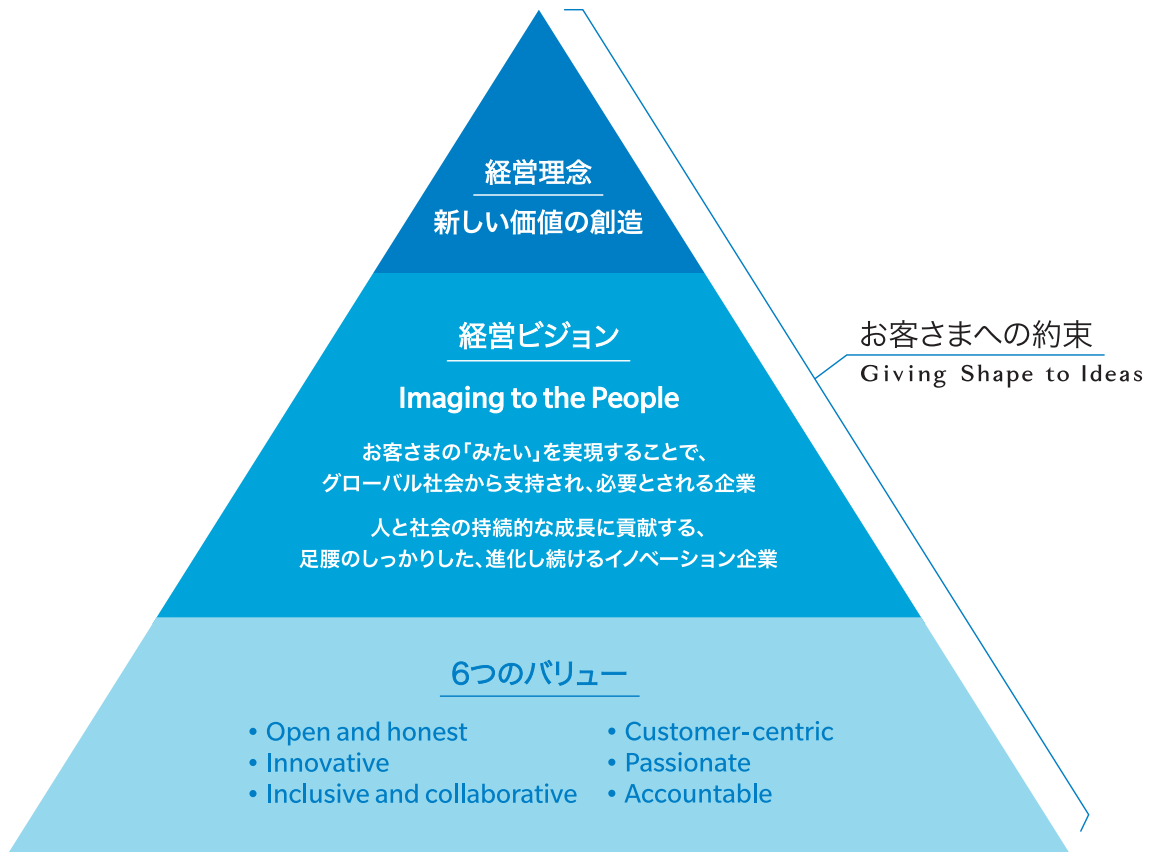 経営理念
新しい価値の創造
経営ビジョン
Imaging to the People
お客さまの「みたい」を実現することで、
グローバル社会から支持され、必要とされる企業
人と社会の持続的な成長に貢献する、
足腰のしっかりした、進化し続けるイノベーション企業
お客さまへの約束
Giving Shape to Ideas
6つのバリュー
• Open and honest
• Innovative
• Inclusive and collaborative
• Customer-centric
• Passionate
• Accountable